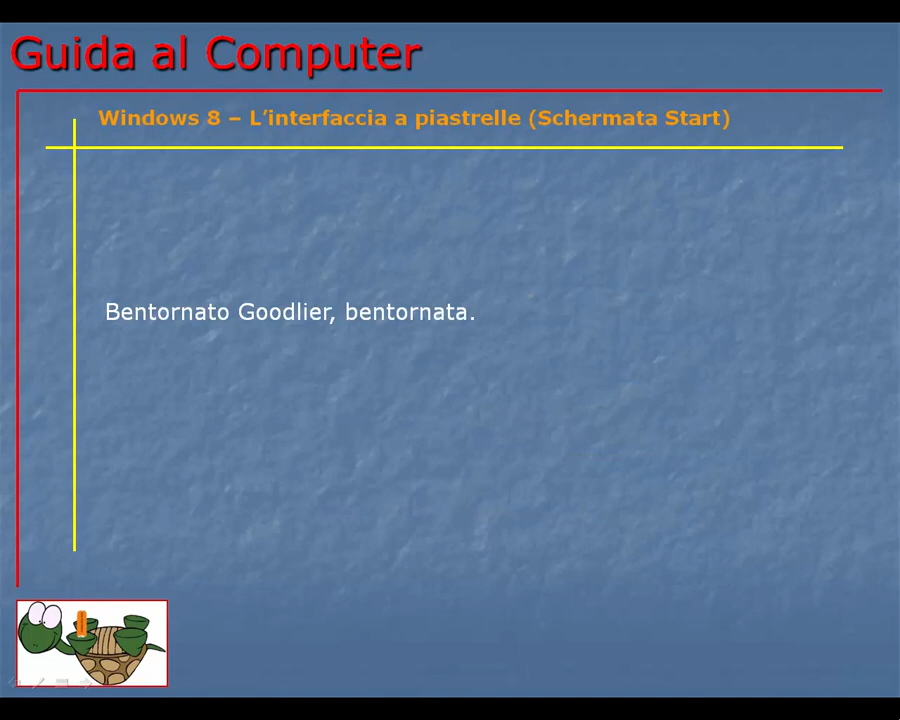 Guida al Computer
Windows 8 – L’interfaccia a piastrelle (Schermata Start)
Bentornato Goodlier, bentornata.